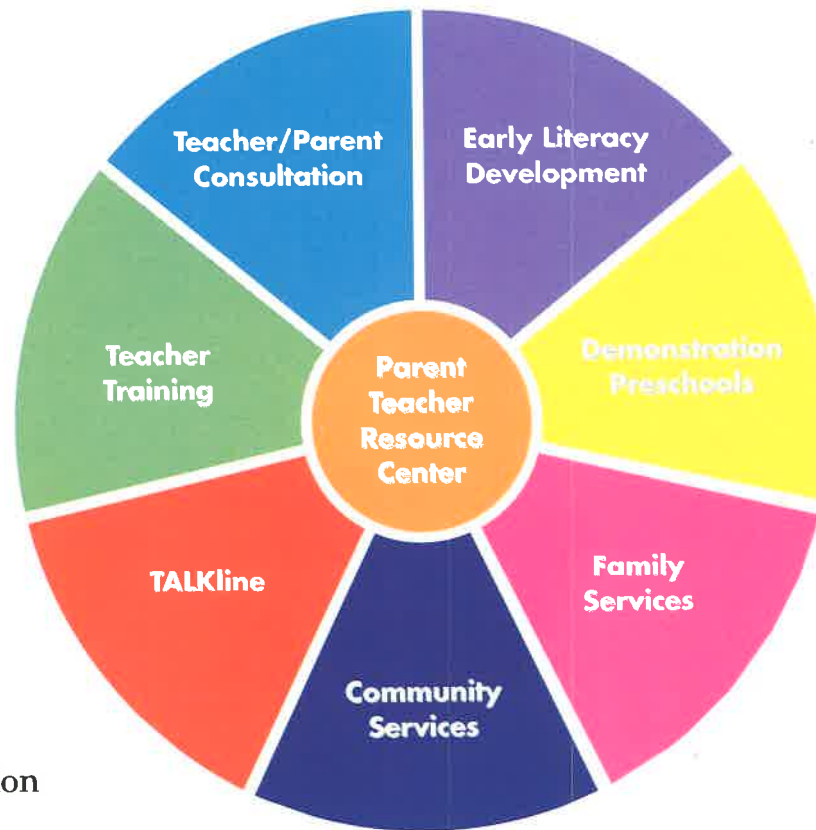 Teacher/Parent
Consultation
Early Literacy
Development
Teacher
Training
Parent
Teacher
Resource
Center
Demonstration
Preschools
TALKline
Family
Services
Community
Services